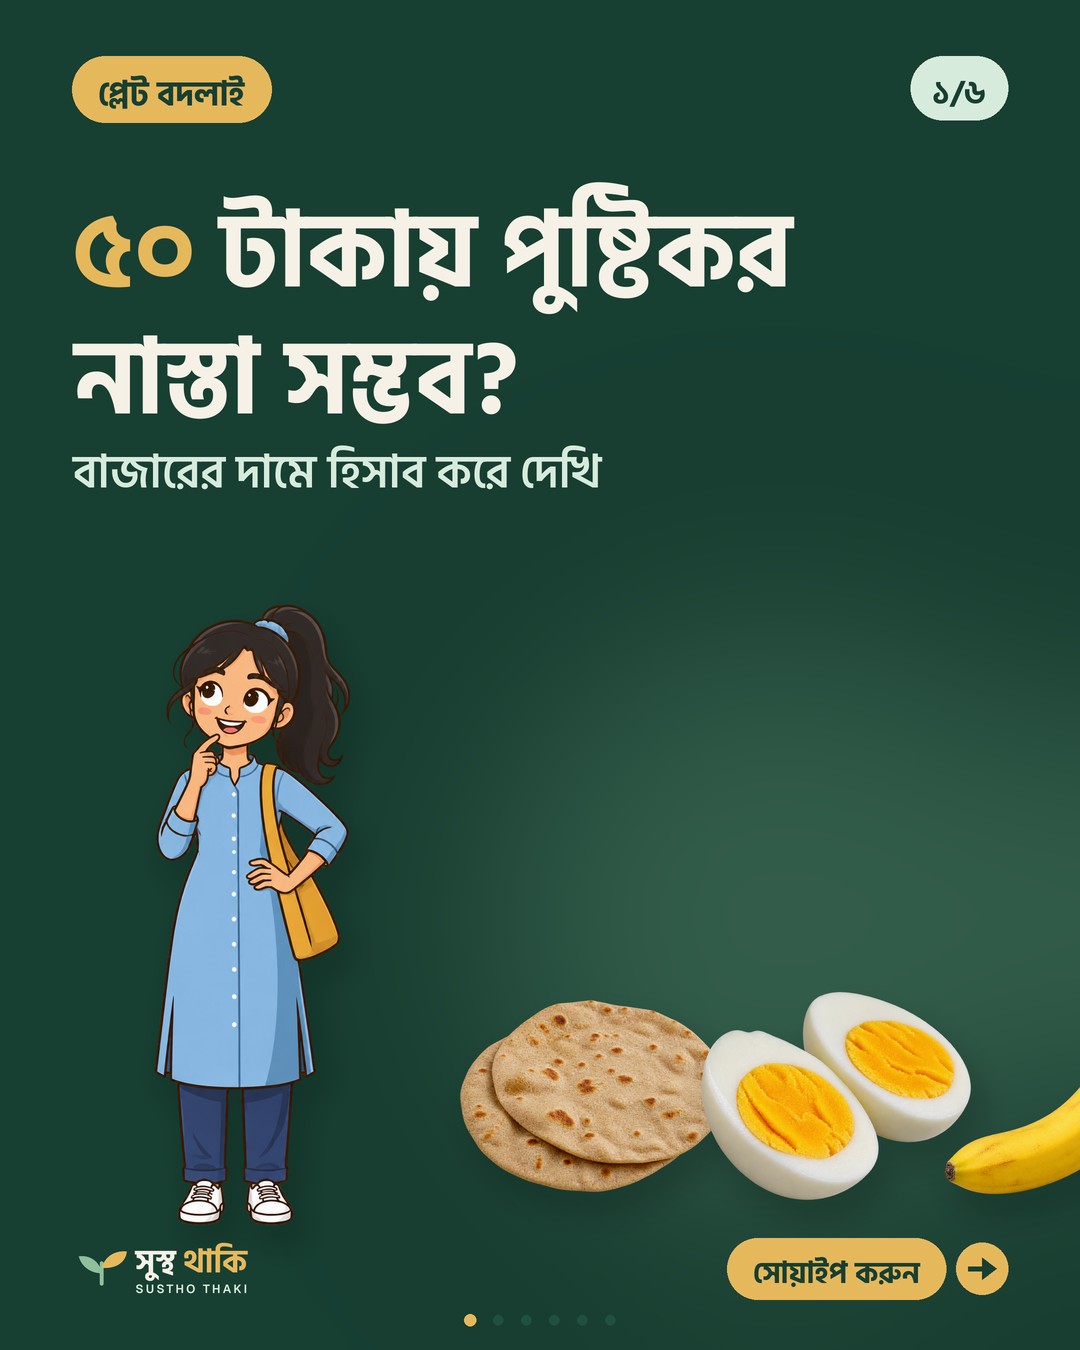 প্লেট বদলাই
১/৬
৫০ টাকায় পুষ্টিকর
নাস্তা সম্ভব?
বাজারের দামে হিসাব করে দেখি
সুস্থ থাকি
SUSTHO THAKI
সোয়াইপ করুন